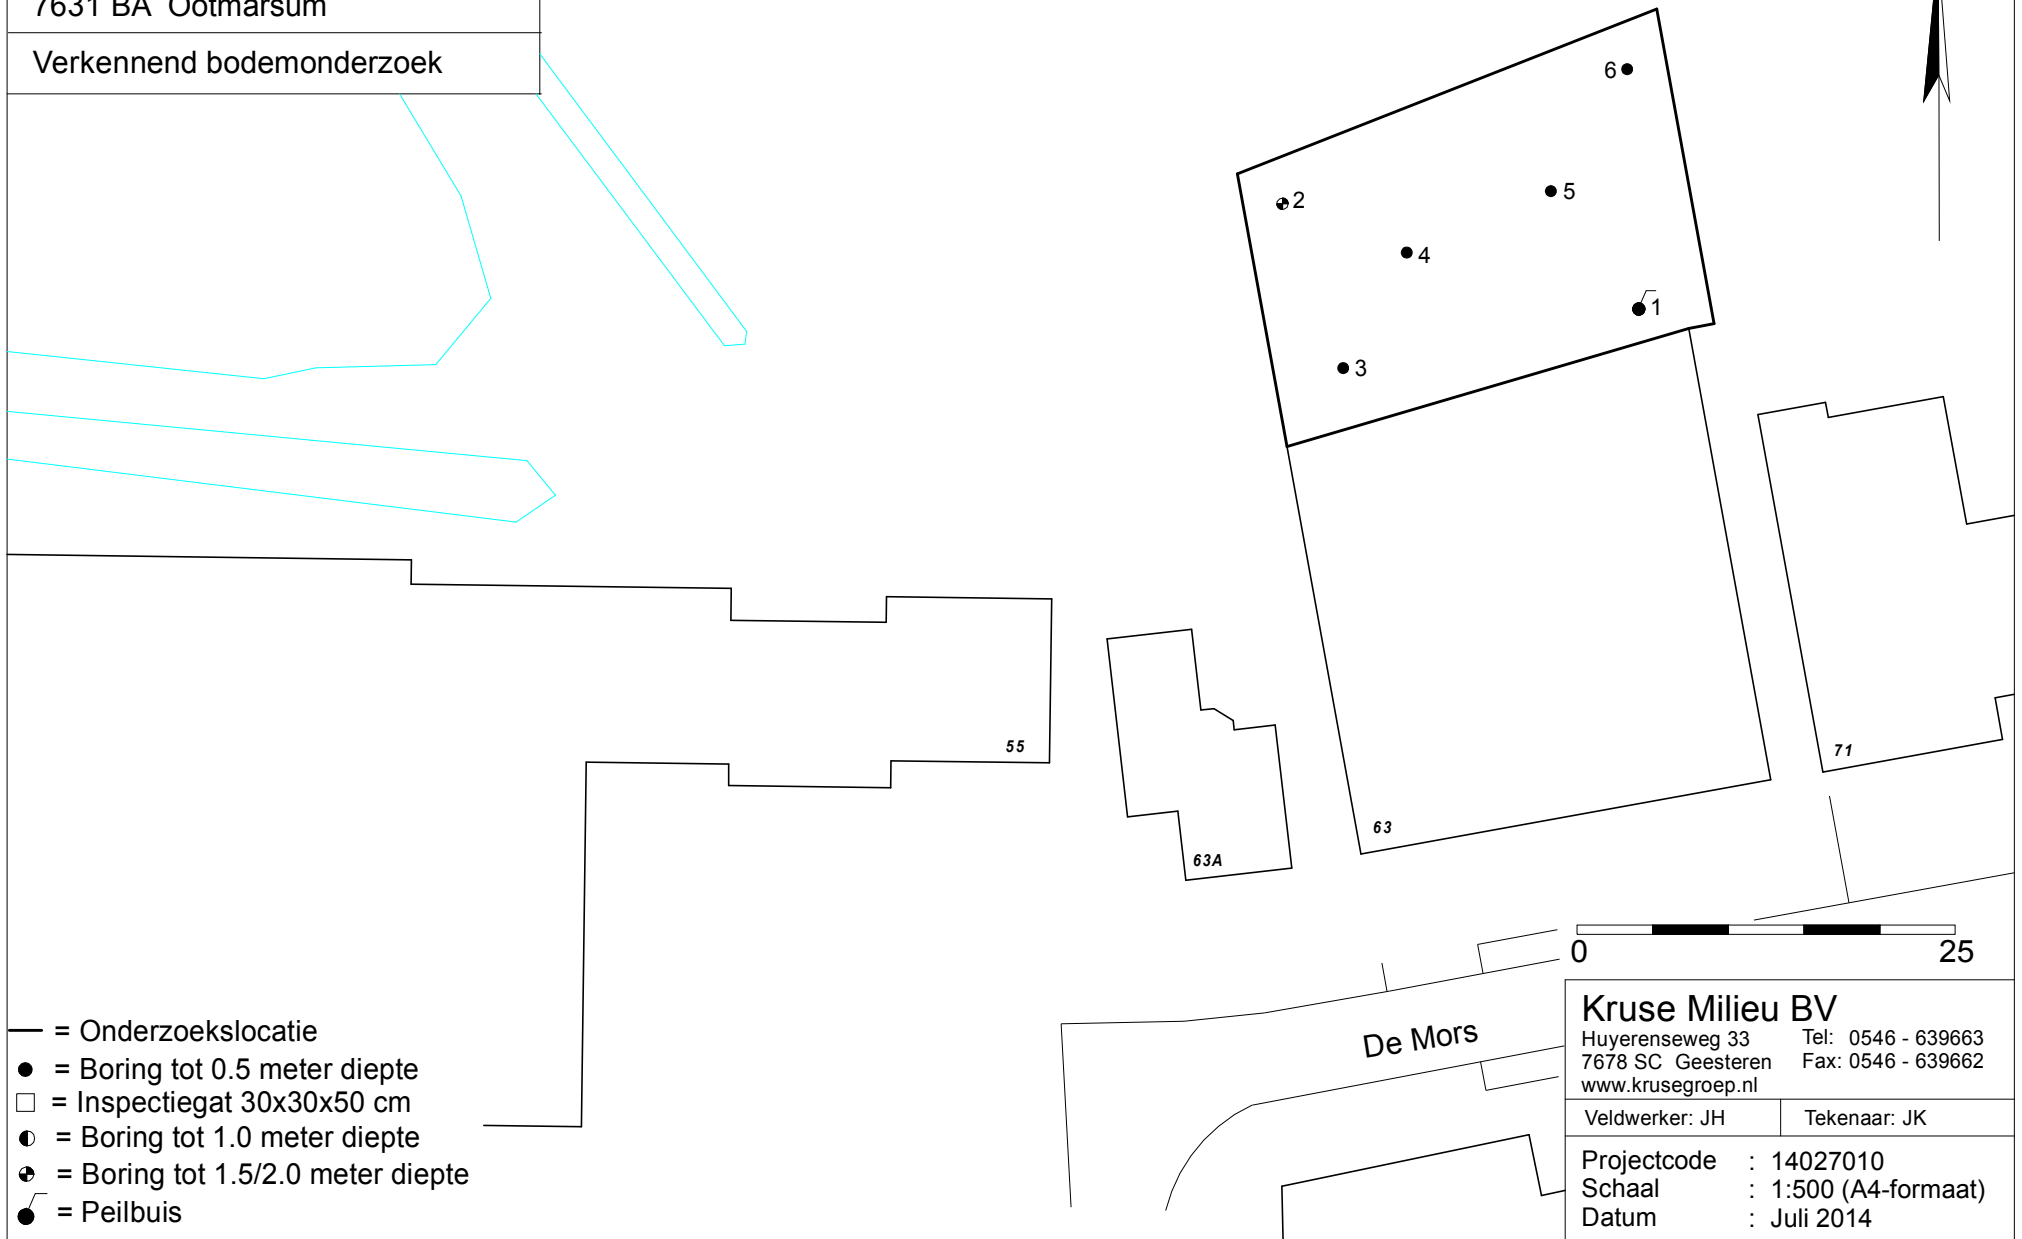 7631 BA Ootmarsum
Verkennend bodemonderzoek
6
2
5
4
1
3
55
63A
63
71
De Mors
0
25
= Onderzoekslocatie
= Boring tot 0.5 meter diepte
= Inspectiegat 30x30x50 cm
= Boring tot 1.0 meter diepte
= Boring tot 1.5/2.0 meter diepte
= Peilbuis
Kruse Milieu BV
Huyerenseweg 33 Tel: 0546 - 639663
7678 SC Geesteren Fax: 0546 - 639662
www.krusegroep.nl
Veldwerker: JH Tekenaar: JK
Projectcode : 14027010
Schaal : 1:500 (A4-formaat)
Datum : Juli 2014